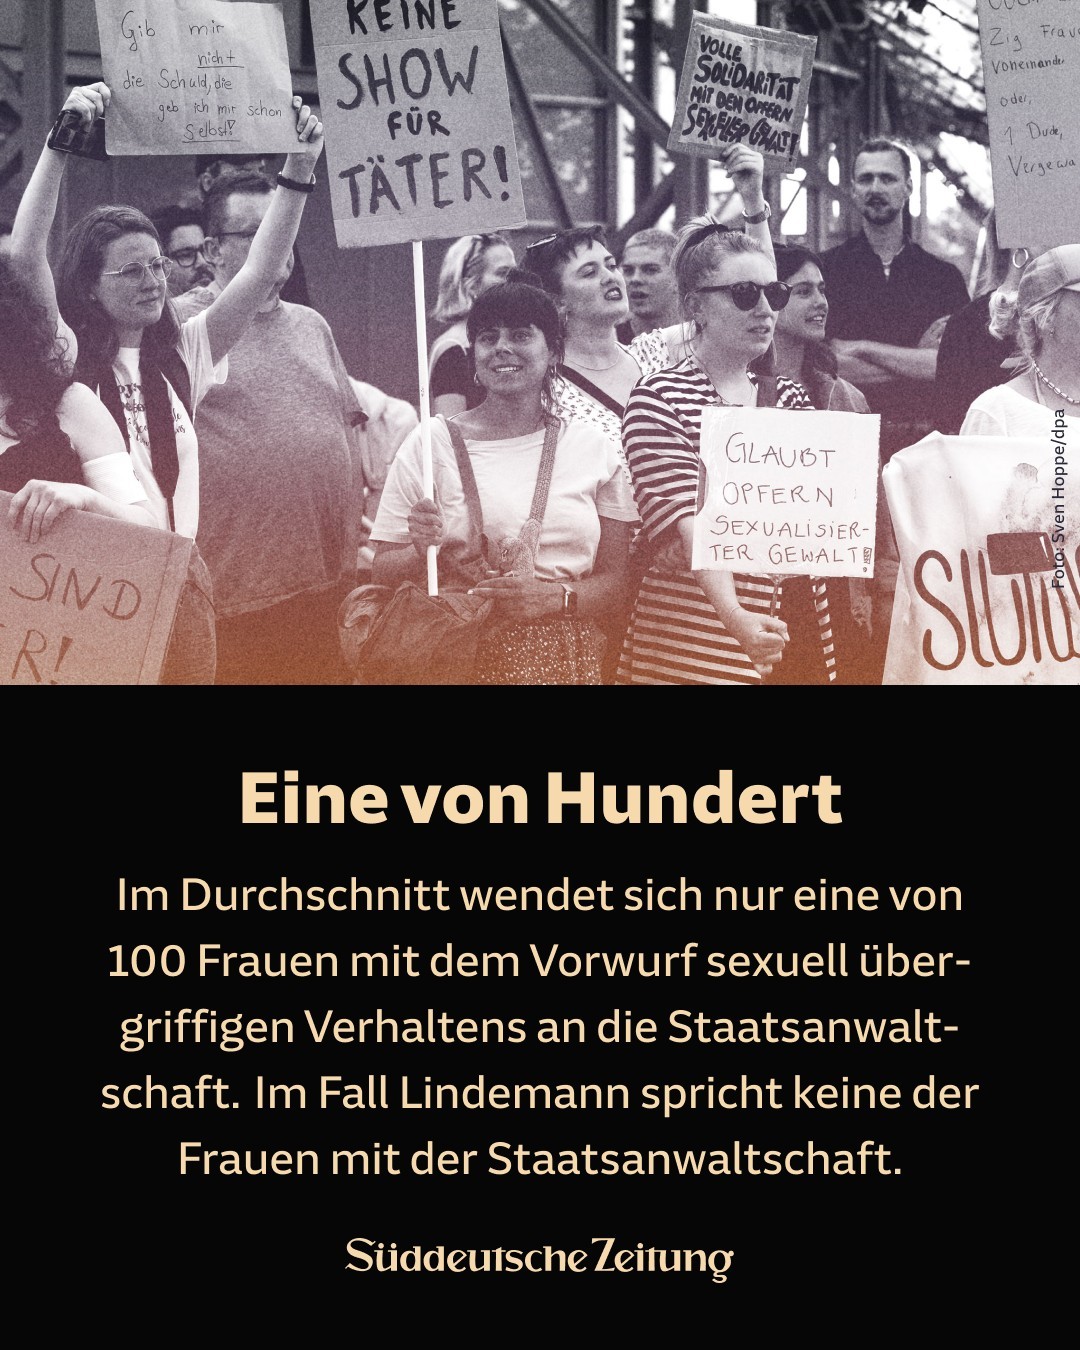 Gib mir
nicht
die Schuld, die
geb ich mir schon
selbst!
KEINE
SHOW
FÜR
TÄTER!
VOLLE
SOLIDARITÄT
MIT DEN OPFERN
Zig Fraue
Voneinander
oder,
1 Dude,
Vergewa
GLAUBT
OPFERN
SEXUALISIER-
TER GEWALT!
SIND
R!
Foto: Sven Hoppe/dpa
Eine von Hundert
Im Durchschnitt wendet sich nur eine von
100 Frauen mit dem Vorwurf sexuell über-
griffigen Verhaltens an die Staatsanwalt-
schaft. Im Fall Lindemann spricht keine der
Frauen mit der Staatsanwaltschaft.
Süddeutsche Zeitung